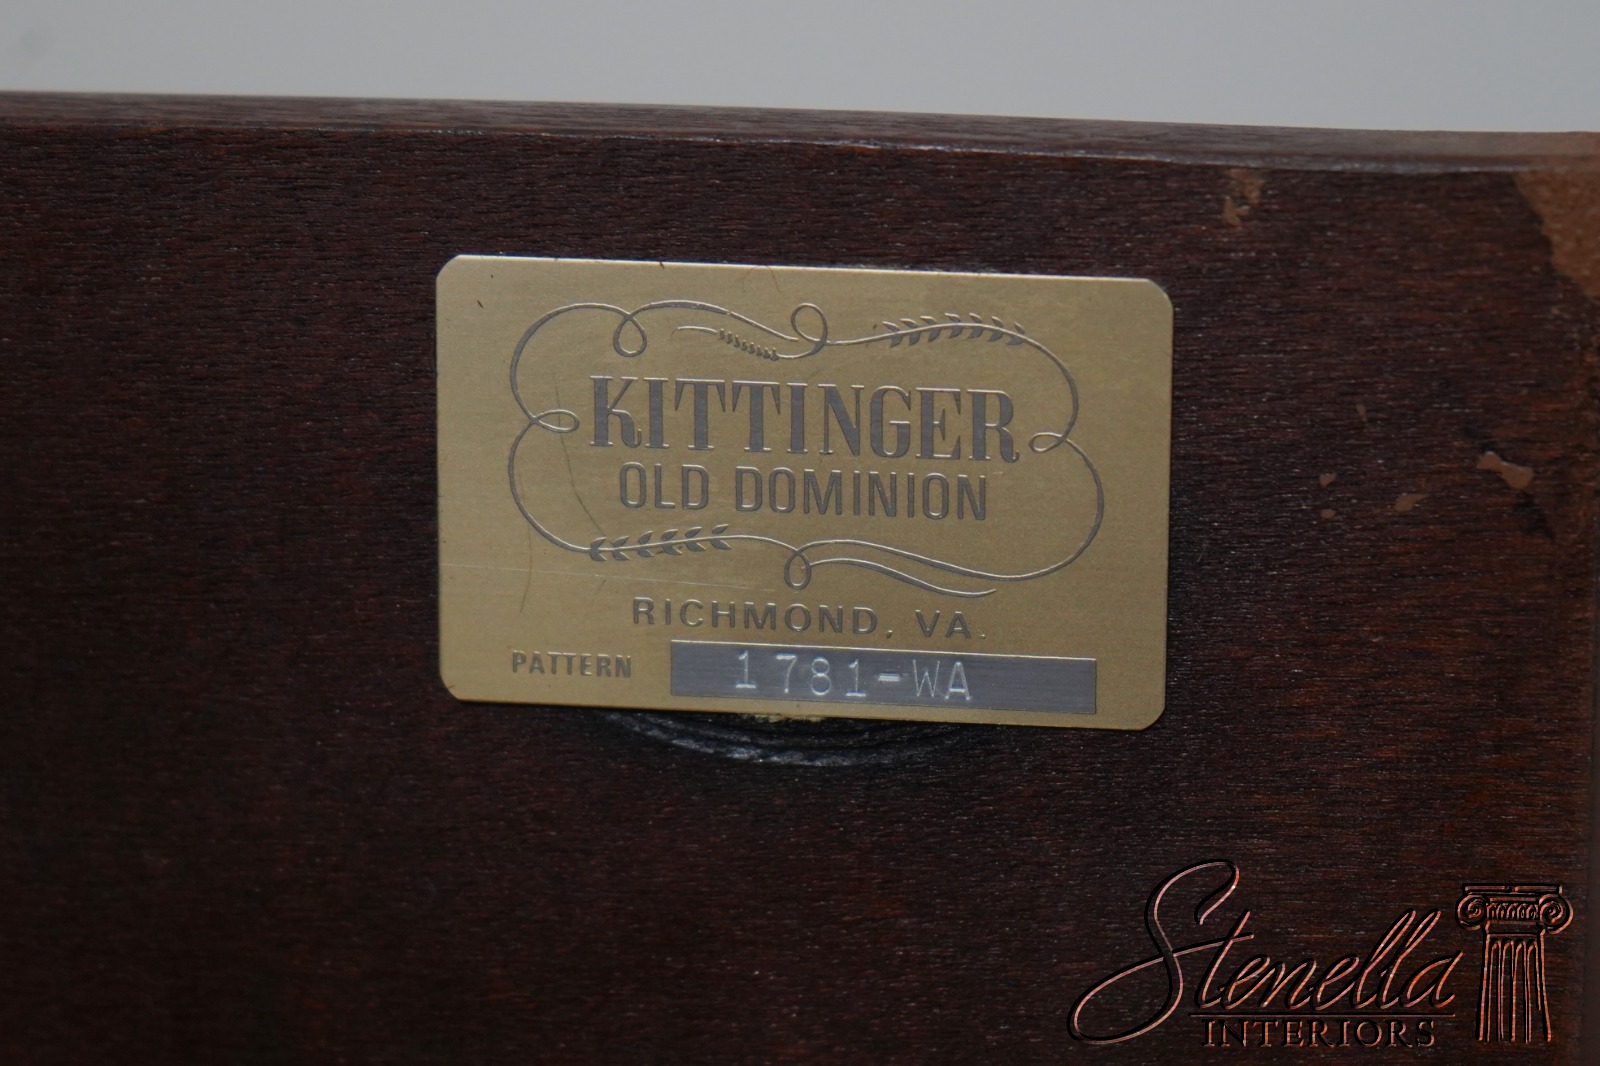 KITTINGER
OLD DOMINION
RICHMOND, VA.
PATTERN 1781-WA
Stenella
INTERIORS